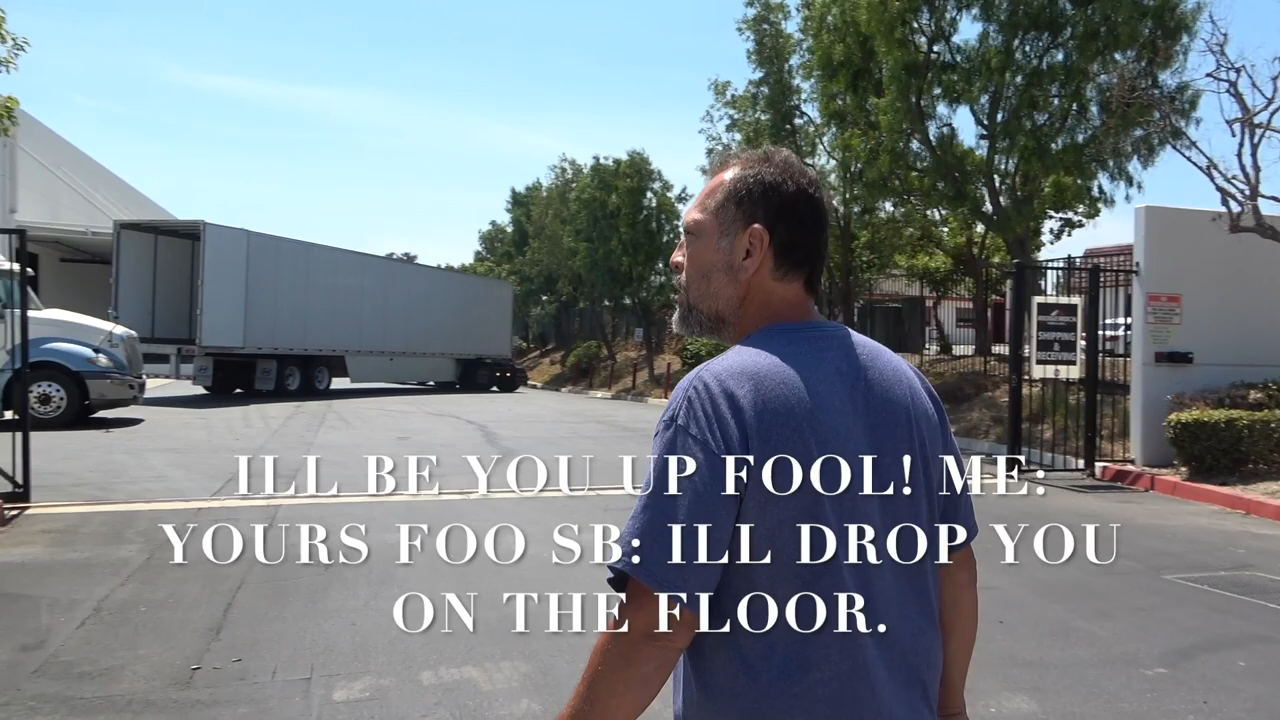 ILL BE YOU UP FOOL! ME:
YOURS FOO SB: ILL DROP YOU
ON THE FLOOR.
SHIPPING
&
RECEIVING